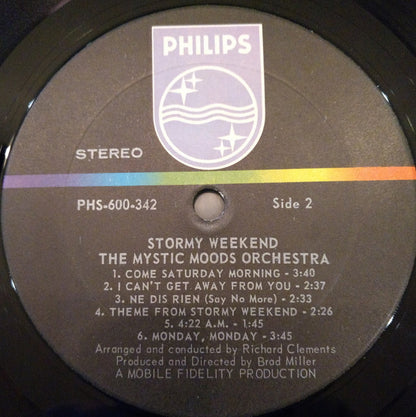 PHILIPS
STEREO
PHS-600-342 Side 2
STORMY WEEKEND
THE MYSTIC MOODS ORCHESTRA
1. COME SATURDAY MORNING - 3:40
2. I CAN'T GET AWAY FROM YOU - 2:37
3. NE DIS RIEN (Say No More) - 2:33
4. THEME FROM STORMY WEEKEND - 2:26
5. 4:22 A.M. - 1:45
6. MONDAY, MONDAY - 3:45
Arranged and conducted by Richard Clements
Produced and Directed by Brad Miller
A MOBILE FIDELITY PRODUCTION